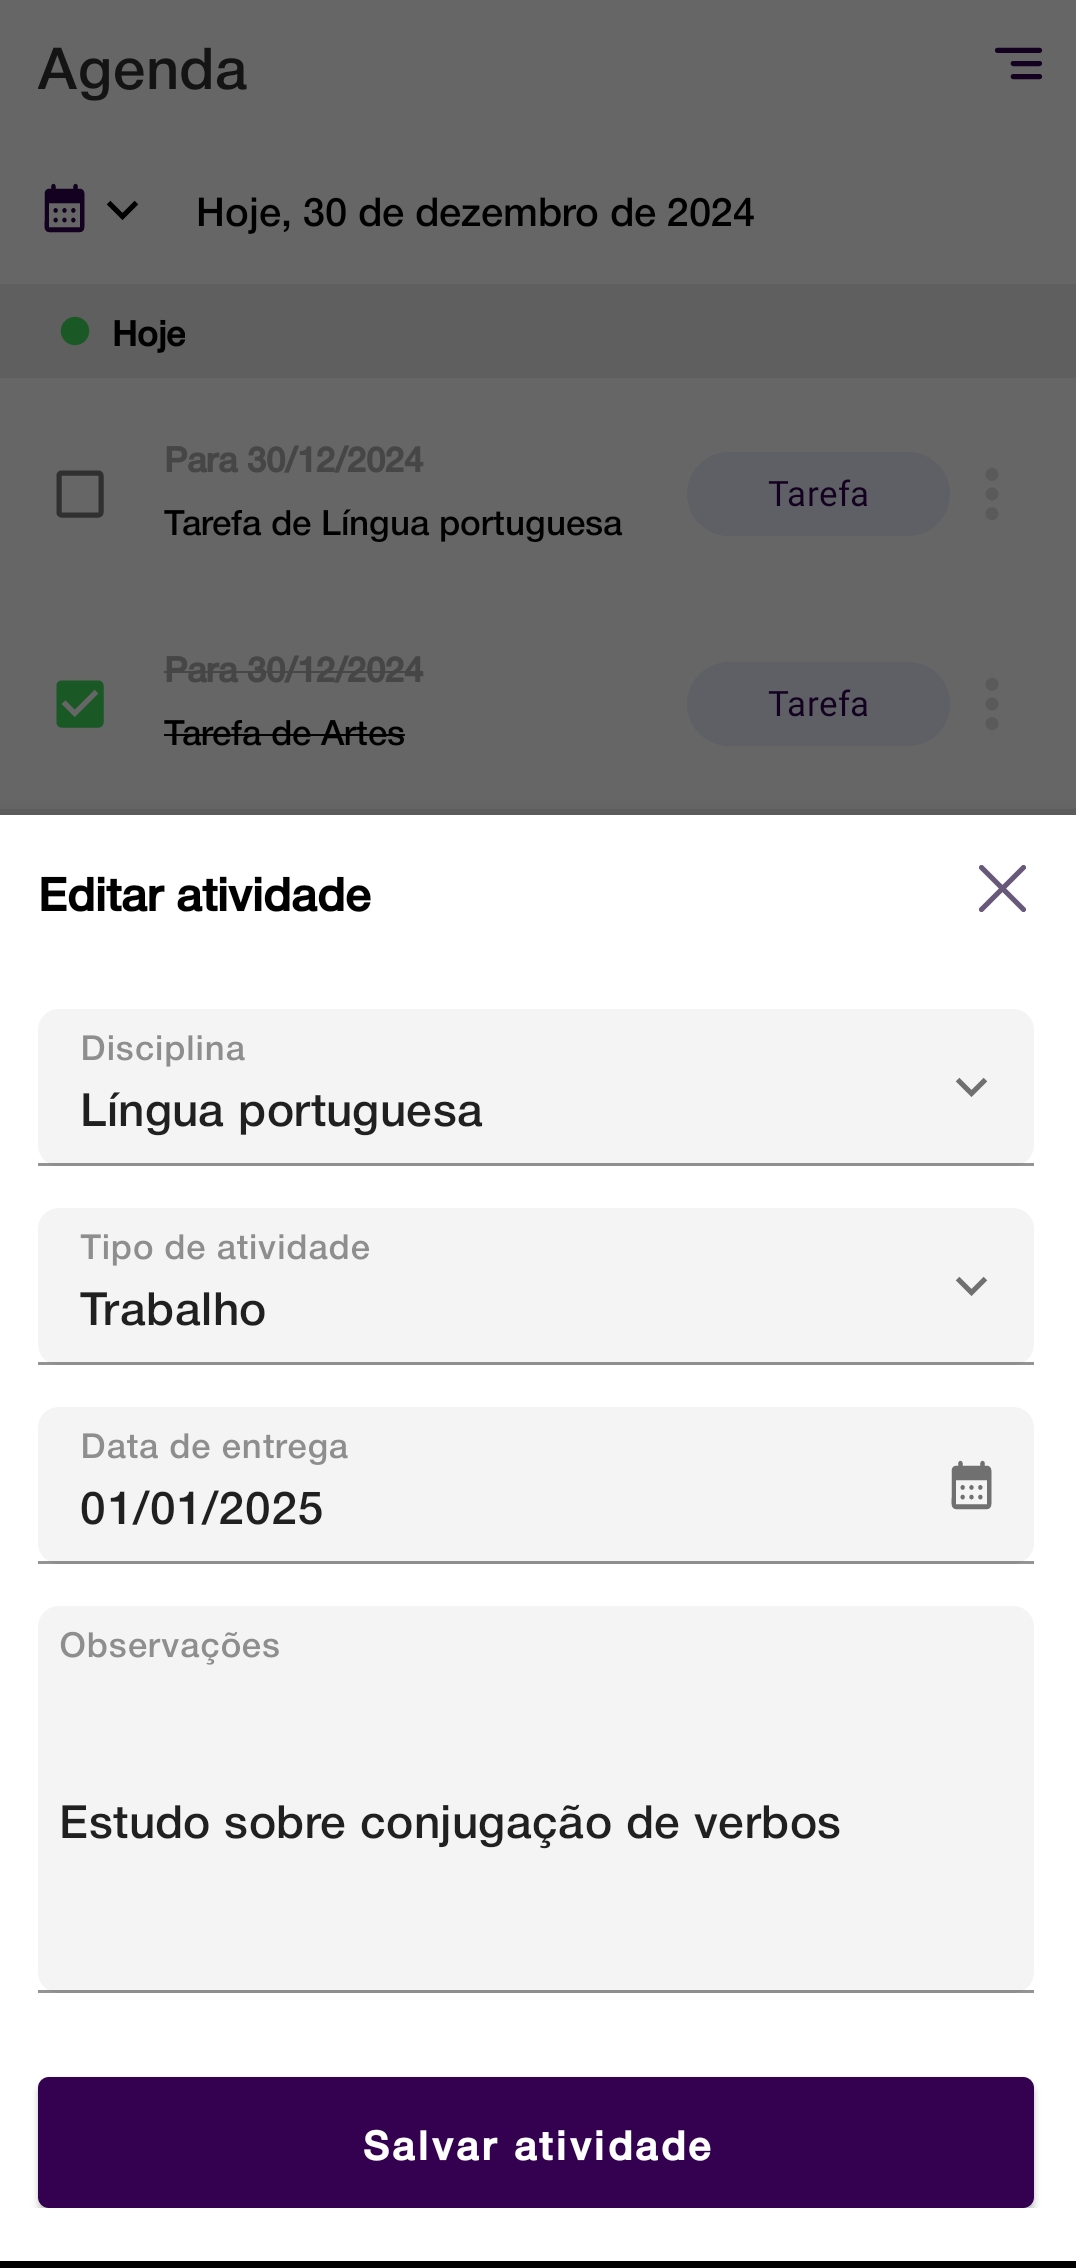 Agenda
Hoje, 30 de dezembro de 2024
Hoje
Para 30/12/2024
Tarefa de Língua portuguesa
Tarefa
Para 30/12/2024
Tarefa de Artes
Tarefa
Editar atividade
Disciplina
Língua portuguesa
Tipo de atividade
Trabalho
Data de entrega
01/01/2025
Observações
Estudo sobre conjugação de verbos
Salvar atividade